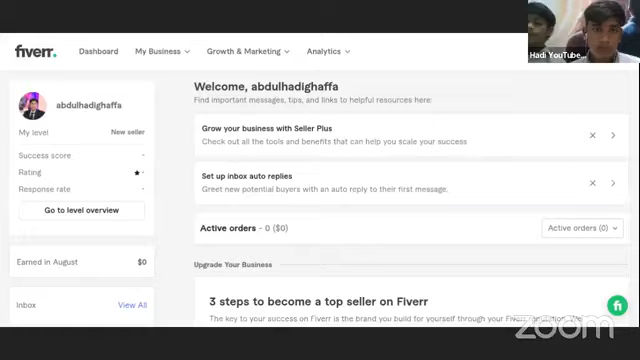 fiverr.
Dashboard
My Business
Growth & Marketing
Analytics
Hadi YouTube...
abdulhadighaffa
My level
New seller
Success score
-
Rating
★ -
Response rate
-
Go to level overview
Earned in August
$0
Inbox
View All
Welcome, abdulhadighaffa
Find important messages, tips, and links to helpful resources here:
Grow your business with Seller Plus
Check out all the tools and benefits that can help you scale your success
Set up inbox auto replies
Greet new potential buyers with an auto reply to their first message.
Active orders - 0 ($0)
Active orders (0)
Upgrade Your Business
3 steps to become a top seller on Fiverr
The key to your success on Fiverr is the brand you build for yourself through your Fiverr reputation. We
fi
zoom